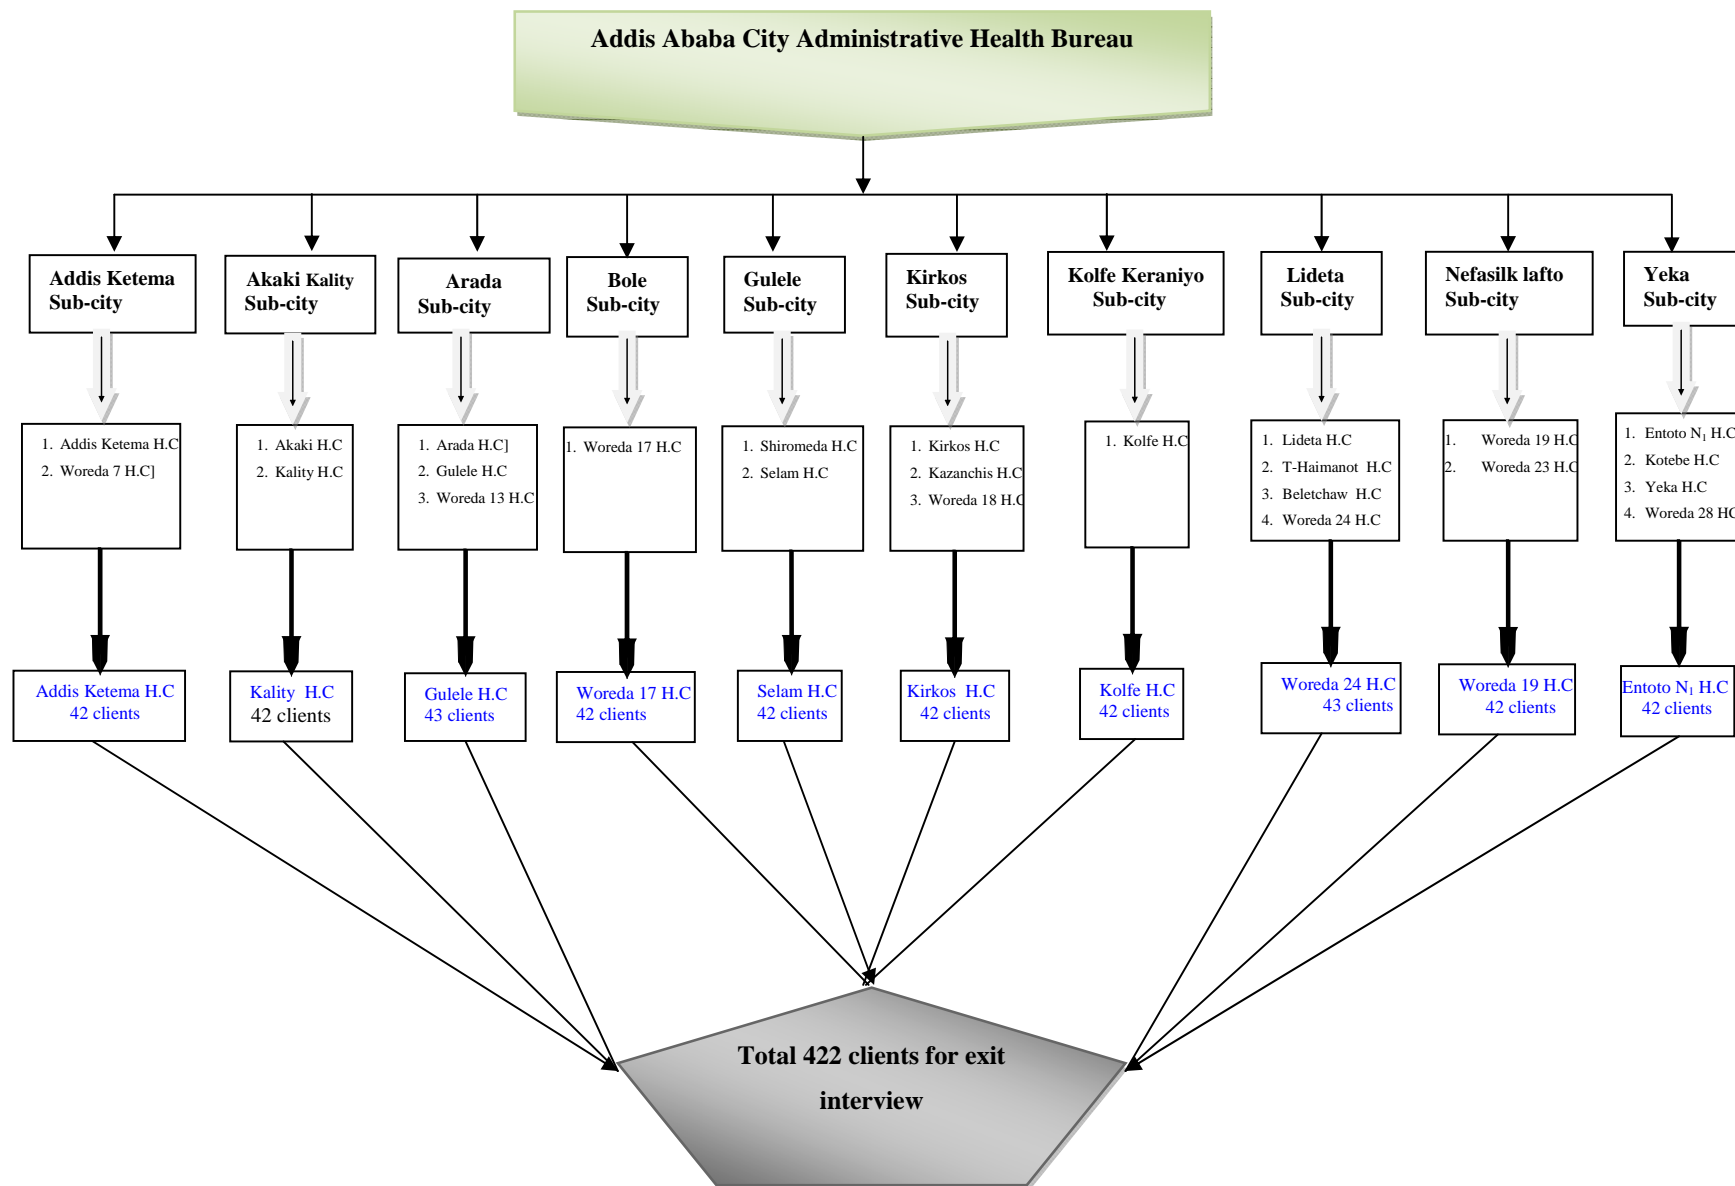 Addis Ababa City Administrative Health Bureau
Addis Ketema
Sub-city
Akaki Kality
Sub-city
Arada
Sub-city
Bole
Sub-city
Gulele
Sub-city
Kirkos
Sub-city
Kolfe Keraniyo
Sub-city
Lideta
Sub-city
Nefasilk lafto
Sub-city
Yeka
Sub-city
1. Addis Ketema H.C
2. Woreda 7 H.C]
1. Akaki H.C
2. Kality H.C
1. Arada H.C]
2. Gulele H.C
3. Woreda 13 H.C
1. Woreda 17 H.C
1. Shiromeda H.C
2. Selam H.C
1. Kirkos H.C
2. Kazanchis H.C
3. Woreda 18 H.C
1. Kolfe H.C
1. Lideta H.C
2. T-Haimanot H.C
3. Beletchaw H.C
4. Woreda 24 H.C
1. Woreda 19 H.C
2. Woreda 23 H.C
1. Entoto N₁ H.C
2. Kotebe H.C
3. Yeka H.C
4. Woreda 28 HC
Addis Ketema H.C
42 clients
Kality H.C
42 clients
Gulele H.C
43 clients
Woreda 17 H.C
42 clients
Selam H.C
42 clients
Kirkos H.C
42 clients
Kolfe H.C
42 clients
Woreda 24 H.C
43 clients
Woreda 19 H.C
42 clients
Entoto N₁ H.C
42 clients
Total 422 clients for exit
interview